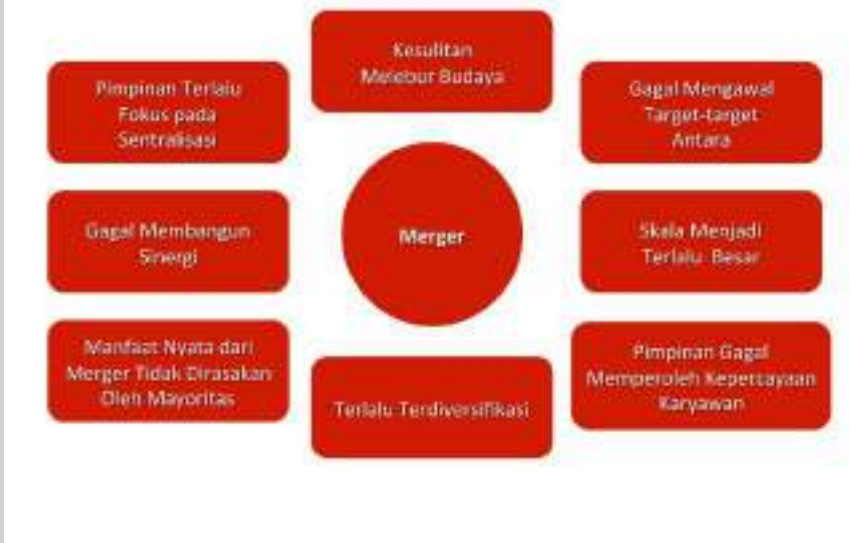 Kesulitan
Melebur Budaya
Pimpinan Terlalu
Fokus pada
Sentralisasi
Gagal Mengawal
Target-target
Antara
Gagal Membangun
Sinergi
Merger
Skala Menjadi
Terlalu Besar
Manfaat Nyata dari
Merger Tidak Dirasakan
Oleh Mayoritas
Terlalu Terdiversifikasi
Pimpinan Gagal
Memperoleh Kepercayaan
Karyawan